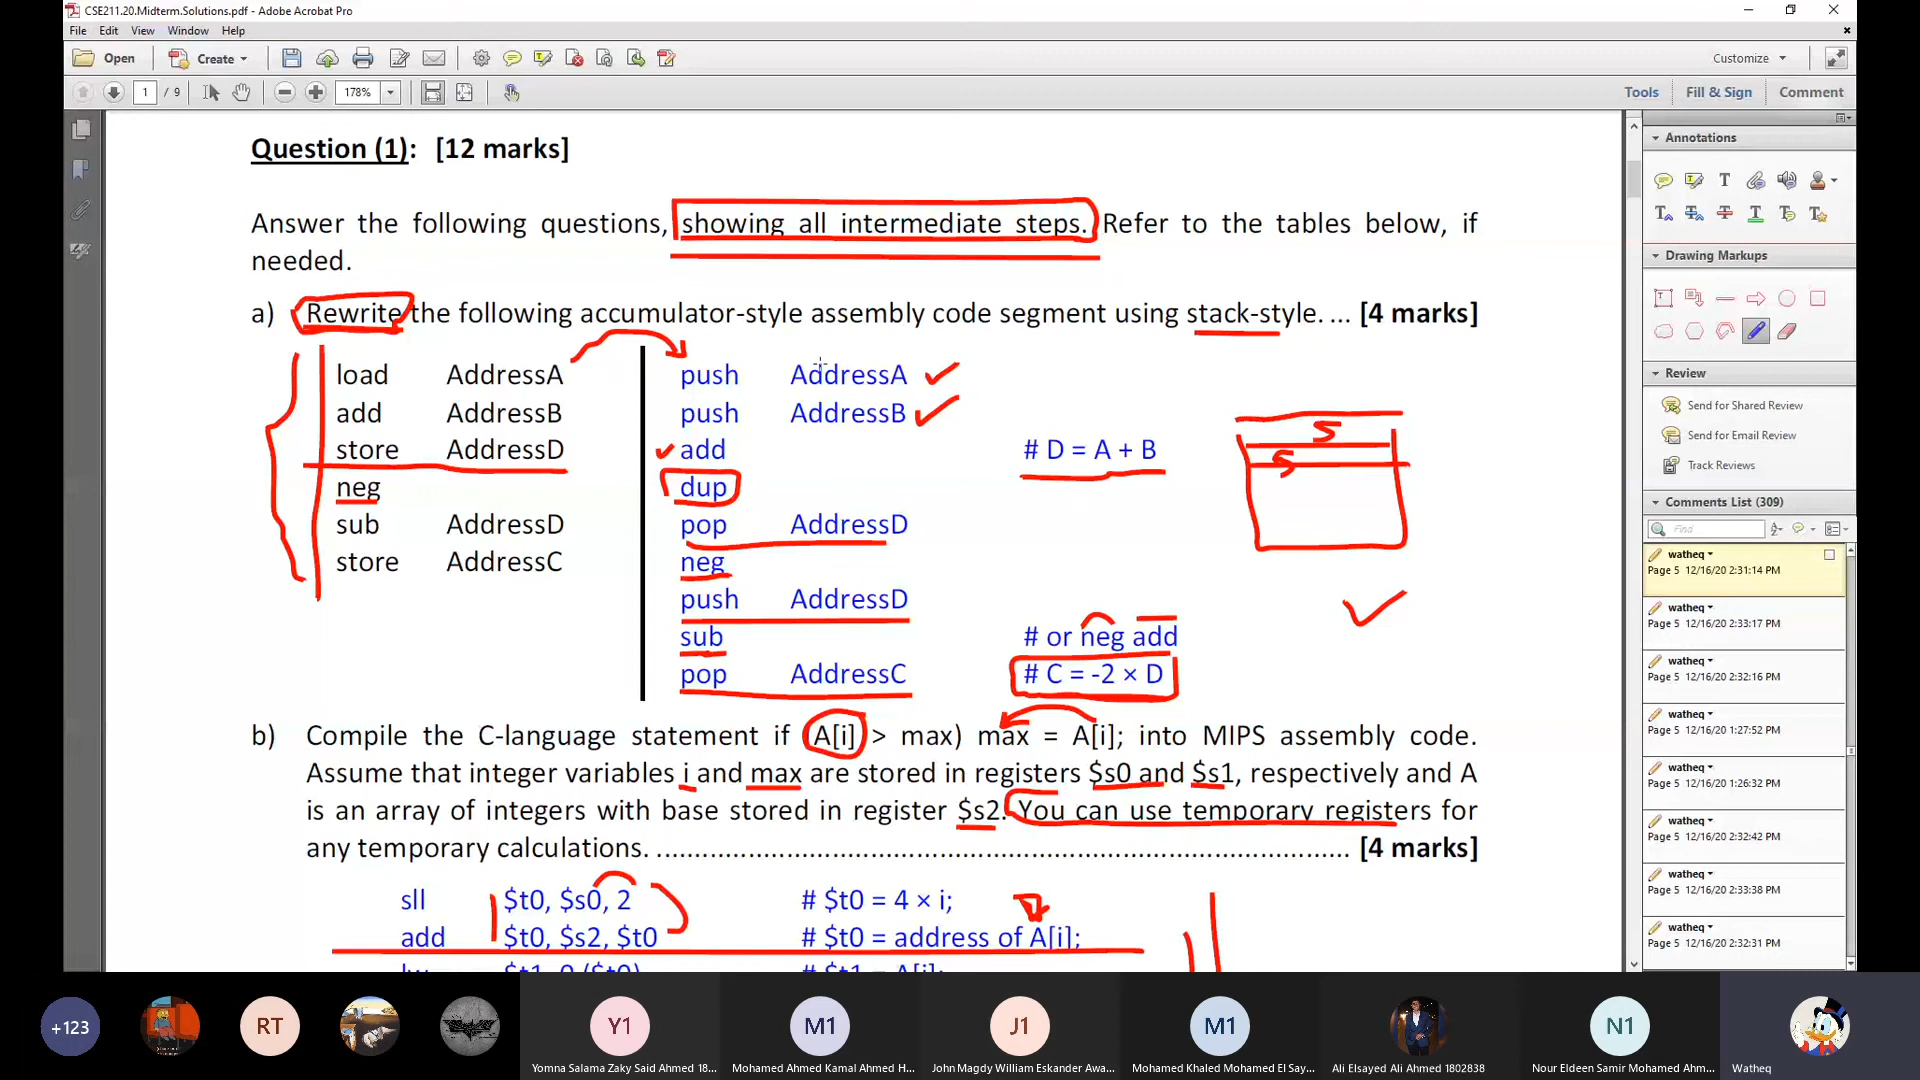 CSE211.20.Midterm.Solutions.pdf - Adobe Acrobat Pro
File Edit View Window Help
Open Create Customize
1 / 9 178% Tools Fill & Sign Comment
Question (1): [12 marks]
Answer the following questions, showing all intermediate steps. Refer to the tables below, if
needed.
a) Rewrite the following accumulator-style assembly code segment using stack-style. ... [4 marks]
load AddressA push AddressA
add AddressB push AddressB
store AddressD add # D = A + B
neg dup
sub AddressD pop AddressD
store AddressC neg
push AddressD
sub # or neg add
pop AddressC # C = -2 × D
5
5
b) Compile the C-language statement if A[i] > max) max = A[i]; into MIPS assembly code.
Assume that integer variables i and max are stored in registers $s0 and $s1, respectively and A
is an array of integers with base stored in register $s2. You can use temporary registers for
any temporary calculations. ........................................................................................ [4 marks]
sll $t0, $s0, 2 # $t0 = 4 × i;
add $t0, $s2, $t0 # $t0 = address of A[i];
lw $t1, 0 ($t0) # $t1 = A[i];
Annotations
Drawing Markups
Review
Send for Shared Review
Send for Email Review
Track Reviews
Comments List (309)
Find
watheq
Page 5 12/16/20 2:31:14 PM
watheq
Page 5 12/16/20 2:33:17 PM
watheq
Page 5 12/16/20 2:32:16 PM
watheq
Page 5 12/16/20 1:27:52 PM
watheq
Page 5 12/16/20 1:26:32 PM
watheq
Page 5 12/16/20 2:32:42 PM
watheq
Page 5 12/16/20 2:33:38 PM
watheq
Page 5 12/16/20 2:32:31 PM
+123 RT Y1 M1 J1 M1 N1
Yomna Salama Zaky Said Ahmed 18... Mohamed Ahmed Kamal Ahmed H... John Magdy William Eskander Awa... Mohamed Khaled Mohamed El Say... Ali Elsayed Ali Ahmed 1802838 Nour Eldeen Samir Mohamed Ahm... Watheq